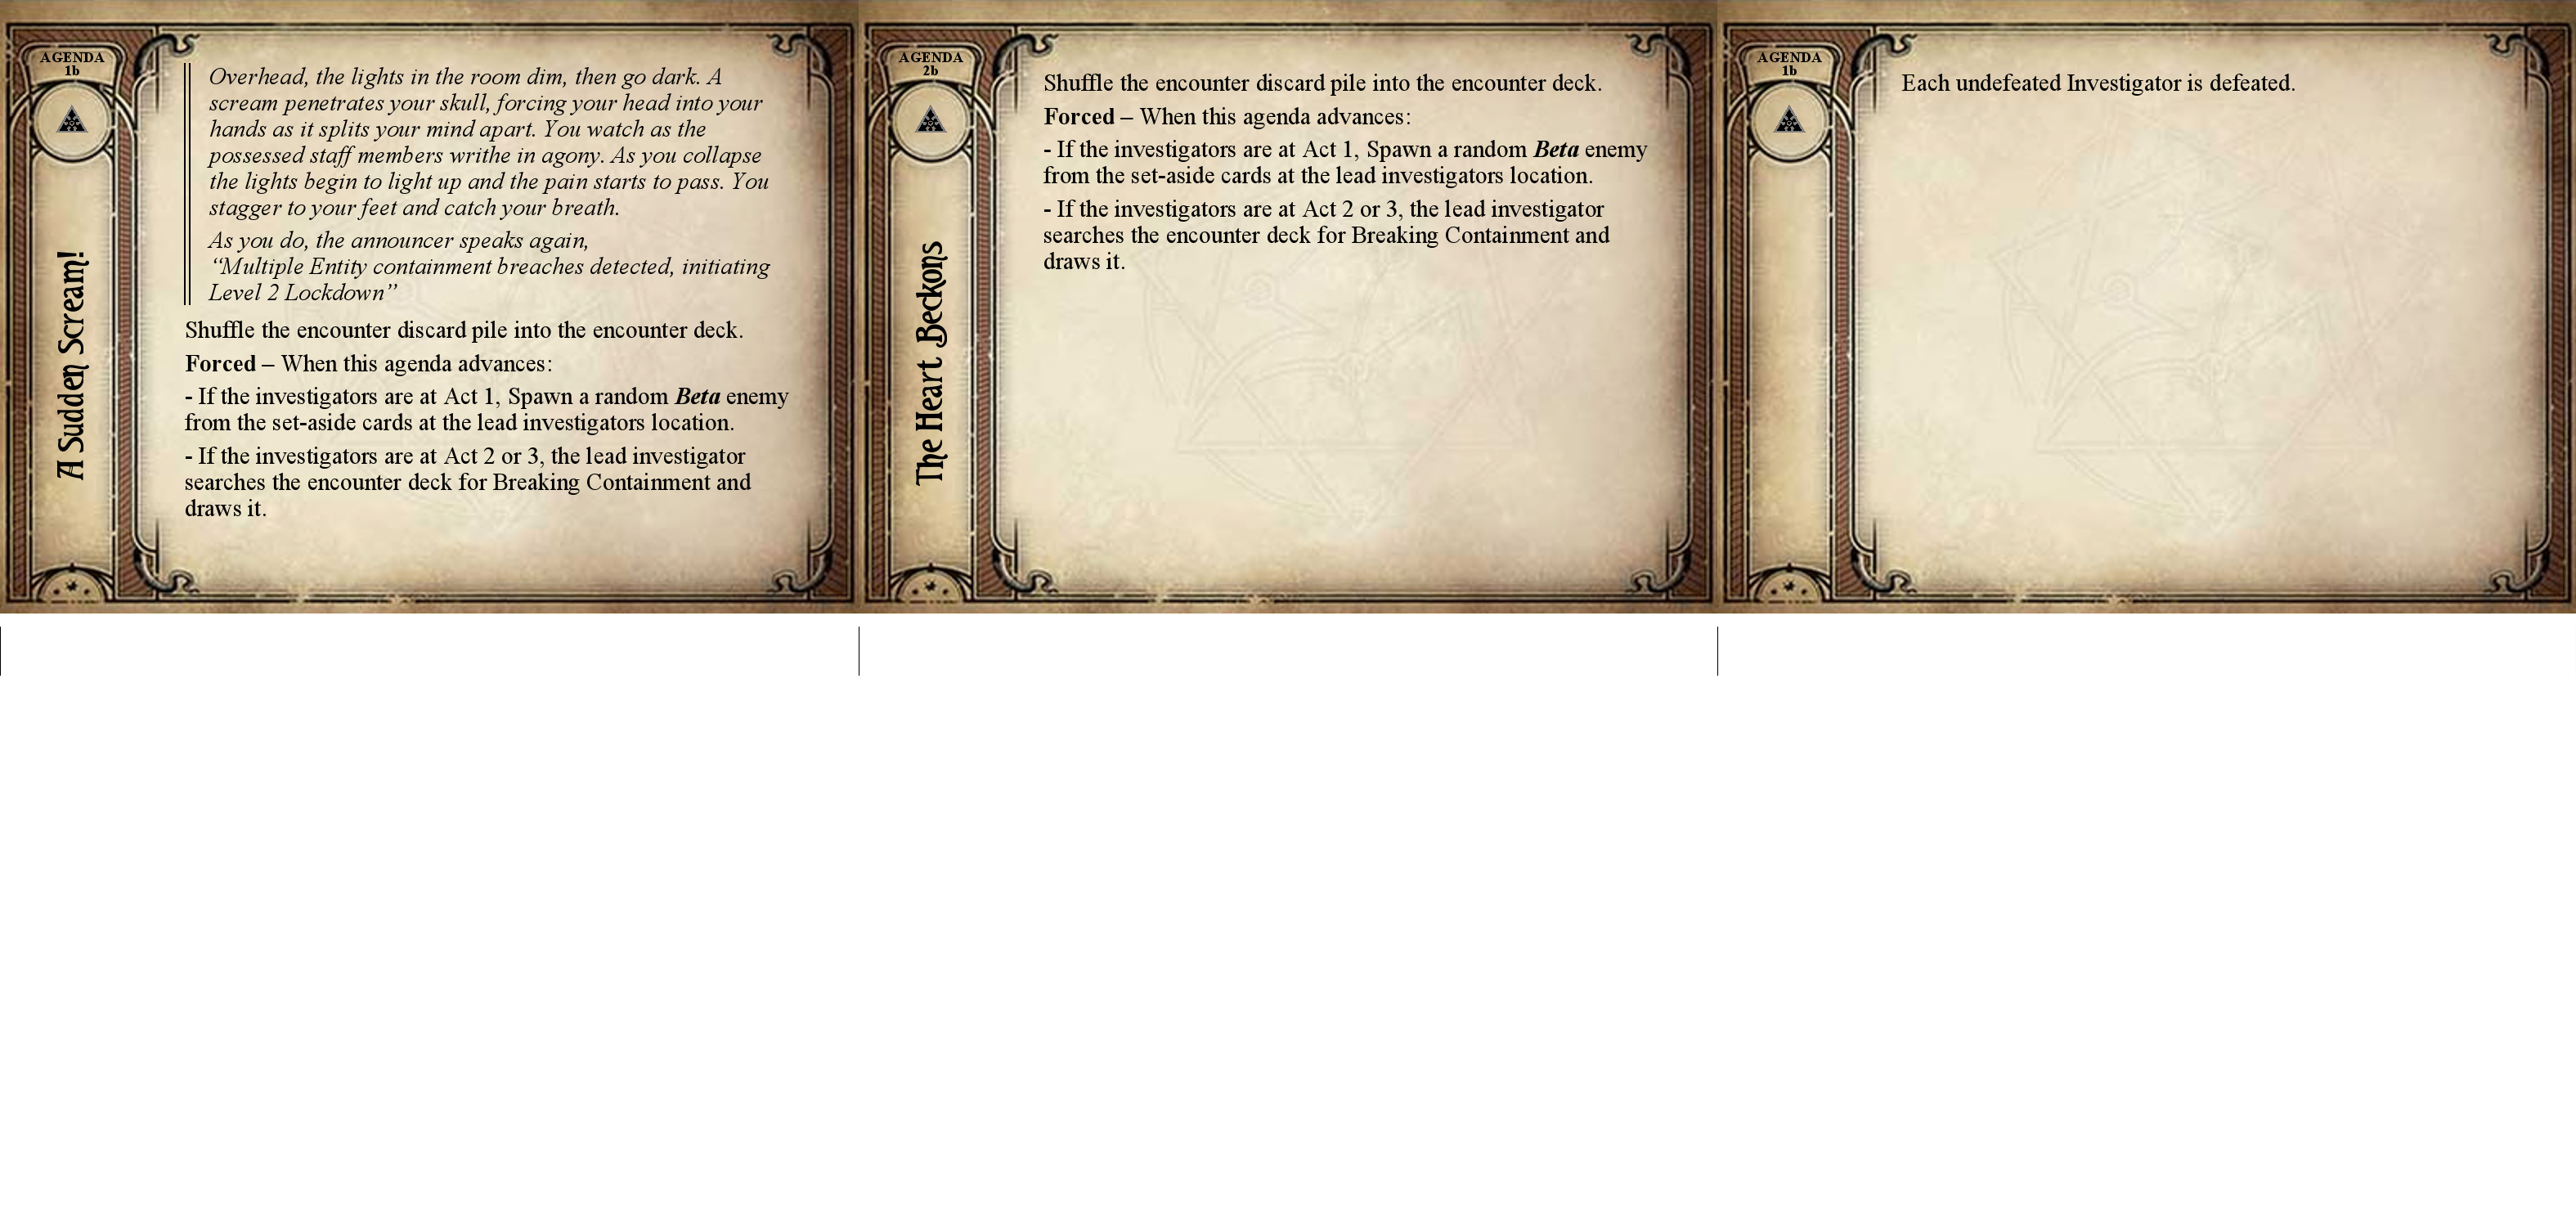 AGENDA
1b
A Sudden Scream!
Overhead, the lights in the room dim, then go dark. A
scream penetrates your skull, forcing your head into your
hands as it splits your mind apart. You watch as the
possessed staff members writhe in agony. As you collapse
the lights begin to light up and the pain starts to pass. You
stagger to your feet and catch your breath.
As you do, the announcer speaks again,
“Multiple Entity containment breaches detected, initiating
Level 2 Lockdown”
Shuffle the encounter discard pile into the encounter deck.
Forced – When this agenda advances:
- If the investigators are at Act 1, Spawn a random Beta enemy
from the set-aside cards at the lead investigators location.
- If the investigators are at Act 2 or 3, the lead investigator
searches the encounter deck for Breaking Containment and
draws it.
AGENDA
2b
The Heart Beckons
Shuffle the encounter discard pile into the encounter deck.
Forced – When this agenda advances:
- If the investigators are at Act 1, Spawn a random Beta enemy
from the set-aside cards at the lead investigators location.
- If the investigators are at Act 2 or 3, the lead investigator
searches the encounter deck for Breaking Containment and
draws it.
AGENDA
1b
Each undefeated Investigator is defeated.